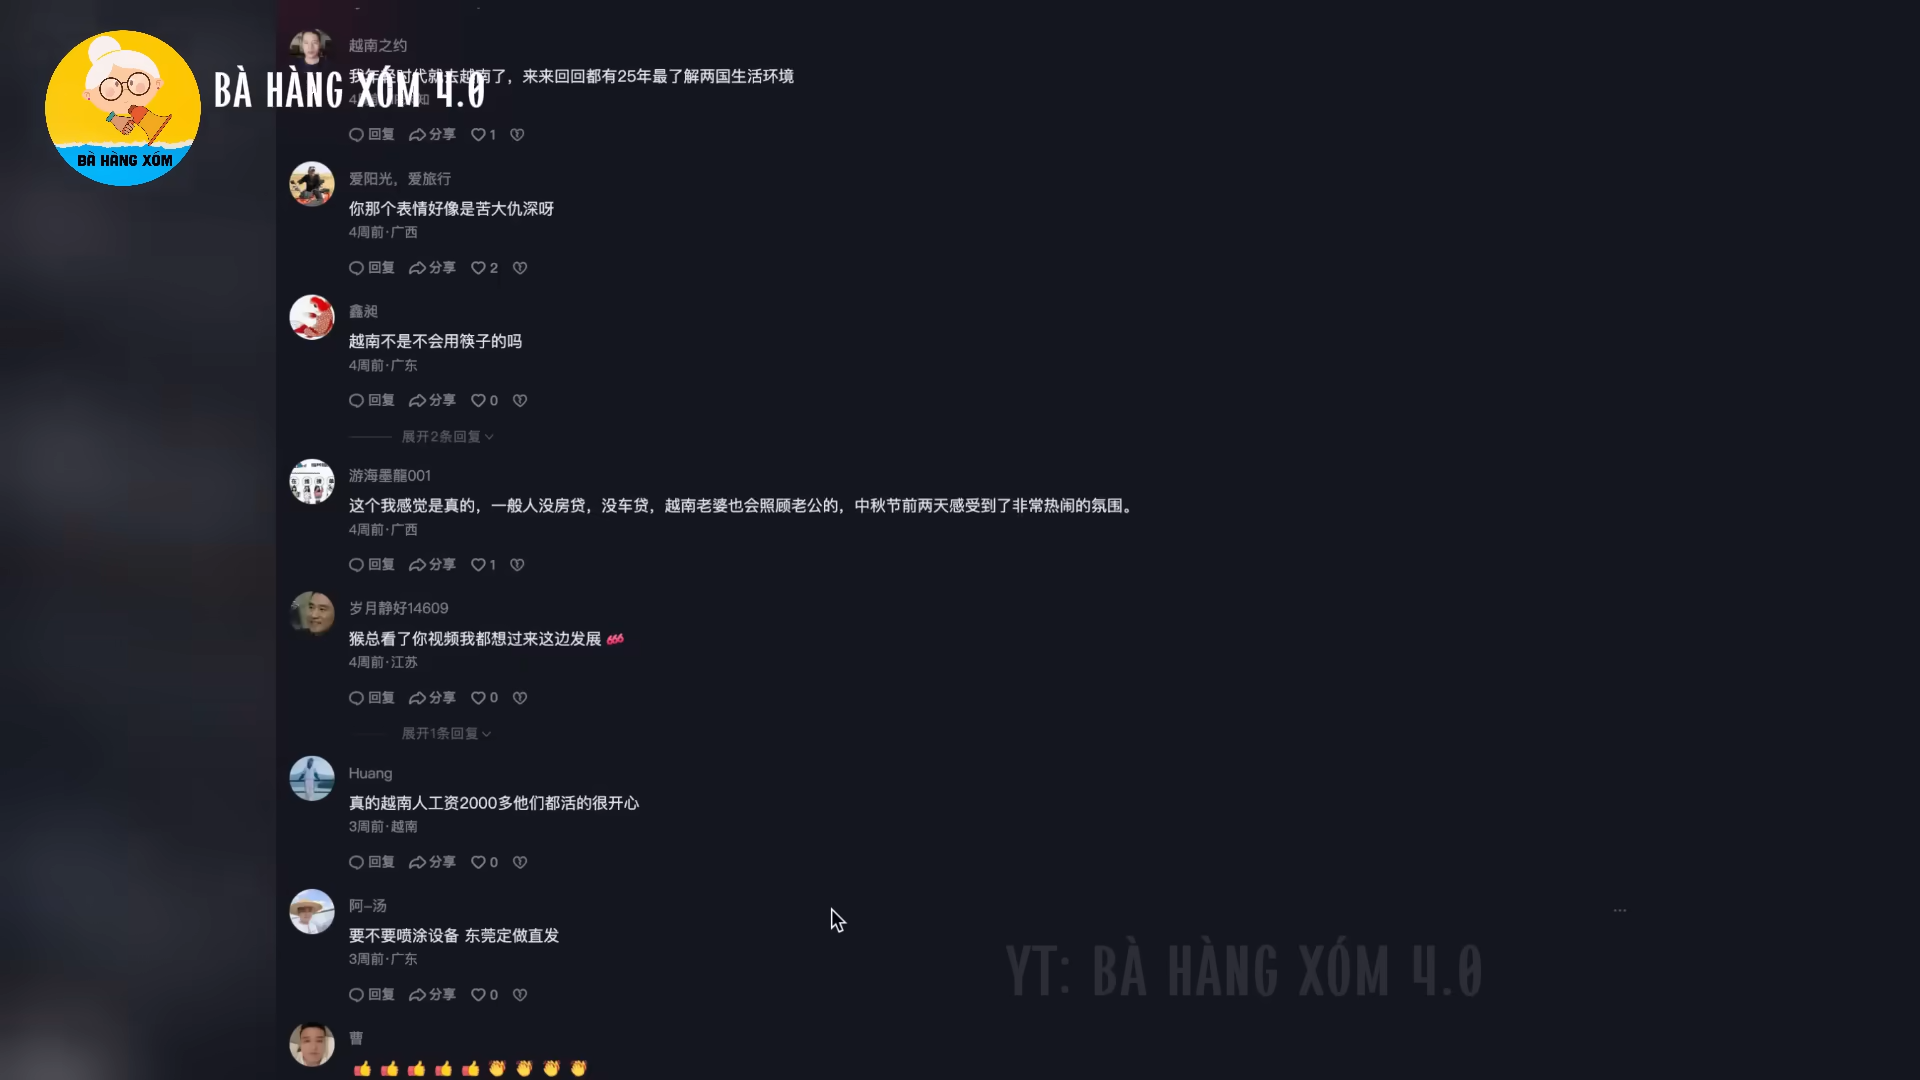 越南之约
BÀ HÀNG XÓM 4.0
我年轻时代就去越南了，来来回回都有25年最了解两国生活环境
回复 分享 1
BÀ HÀNG XÓM
爱阳光，爱旅行
你那个表情好像是苦大仇深呀
4周前·广西
回复 分享 2
鑫昶
越南不是不会用筷子的吗
4周前·广东
回复 分享 0
展开2条回复
游海墨龍001
这个我感觉是真的，一般人没房贷，没车贷，越南老婆也会照顾老公的，中秋节前两天感受到了非常热闹的氛围。
4周前·广西
回复 分享 1
岁月静好14609
猴总看了你视频我都想过来这边发展 666
4周前·江苏
回复 分享 0
展开1条回复
Huang
真的越南人工资2000多他们都活的很开心
3周前·越南
回复 分享 0
阿–汤
要不要喷涂设备 东莞定做直发
3周前·广东
回复 分享 0
YT: BÀ HÀNG XÓM 4.0
曹
👍👍👍👍👍👏👏👏👏